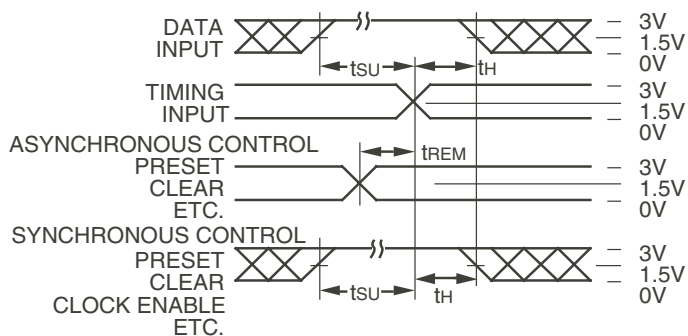 DATA
INPUT
3V
1.5V
0V
tSU
tH
TIMING
INPUT
3V
1.5V
0V
ASYNCHRONOUS CONTROL
PRESET
CLEAR
ETC.
tREM
3V
1.5V
0V
SYNCHRONOUS CONTROL
PRESET
CLEAR
CLOCK ENABLE
ETC.
tSU
tH
3V
1.5V
0V